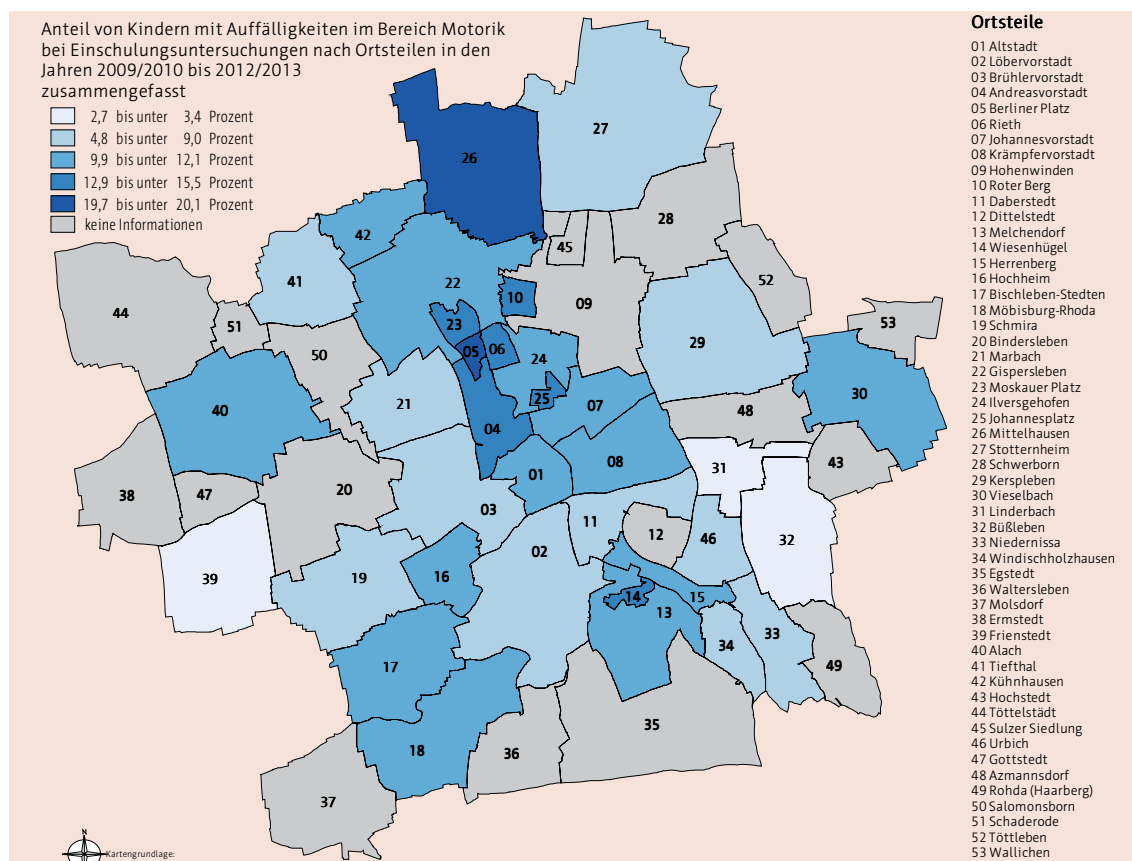 Anteil von Kindern mit Auffälligkeiten im Bereich Motorik
bei Einschulungsuntersuchungen nach Ortsteilen in den
Jahren 2009/2010 bis 2012/2013
zusammengefasst
2,7 bis unter 3,4 Prozent
4,8 bis unter 9,0 Prozent
9,9 bis unter 12,1 Prozent
12,9 bis unter 15,5 Prozent
19,7 bis unter 20,1 Prozent
keine Informationen
27
26
28
42
45
41
22
52
10
09
44
53
23
51
50
05
06
24
29
25
30
21
07
40
48
04
43
08
31
01
38
47
20
03
11
12
46
32
02
39
19
16
14
15
13
33
34
17
49
35
18
36
37
N
Kartengrundlage:
Ortsteile
01 Altstadt
02 Löbervorstadt
03 Brühlervorstadt
04 Andreasvorstadt
05 Berliner Platz
06 Rieth
07 Johannesvorstadt
08 Krämpfervorstadt
09 Hohenwinden
10 Roter Berg
11 Daberstedt
12 Dittelstedt
13 Melchendorf
14 Wiesenhügel
15 Herrenberg
16 Hochheim
17 Bischleben-Stedten
18 Möbisburg-Rhoda
19 Schmira
20 Bindersleben
21 Marbach
22 Gispersleben
23 Moskauer Platz
24 Ilversgehofen
25 Johannesplatz
26 Mittelhausen
27 Stotternheim
28 Schwerborn
29 Kerspleben
30 Vieselbach
31 Linderbach
32 Büßleben
33 Niedernissa
34 Windischholzhausen
35 Egstedt
36 Waltersleben
37 Molsdorf
38 Ermstedt
39 Frienstedt
40 Alach
41 Tiefthal
42 Kühnhausen
43 Hochstedt
44 Töttelstädt
45 Sulzer Siedlung
46 Urbich
47 Gottstedt
48 Azmannsdorf
49 Rohda (Haarberg)
50 Salomonsborn
51 Schaderode
52 Töttleben
53 Wallichen